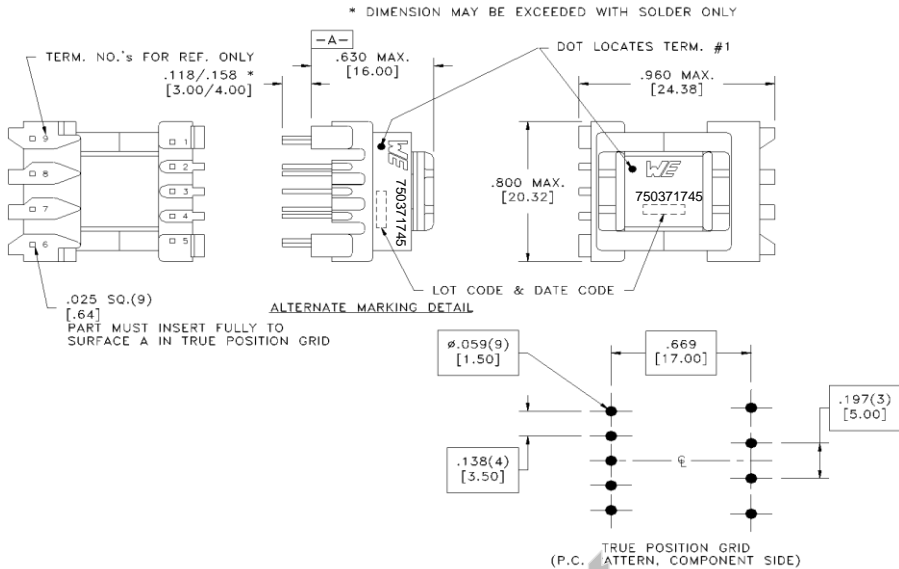 * DIMENSION MAY BE EXCEEDED WITH SOLDER ONLY
-A-
TERM. NO.'s FOR REF. ONLY
.118/.158 *
[3.00/4.00]
.630 MAX.
[16.00]
DOT LOCATES TERM. #1
.960 MAX.
[24.38]
9
8
7
6
1
2
3
4
5
WE
750371745
.800 MAX.
[20.32]
WE
750371745
LOT CODE & DATE CODE
.025 SQ.(9)
[.64]
PART MUST INSERT FULLY TO
SURFACE A IN TRUE POSITION GRID
ALTERNATE MARKING DETAIL
ø.059(9)
[1.50]
.669
[17.00]
.197(3)
[5.00]
.138(4)
[3.50]
℄
TRUE POSITION GRID
(P.C. ATTERN, COMPONENT SIDE)